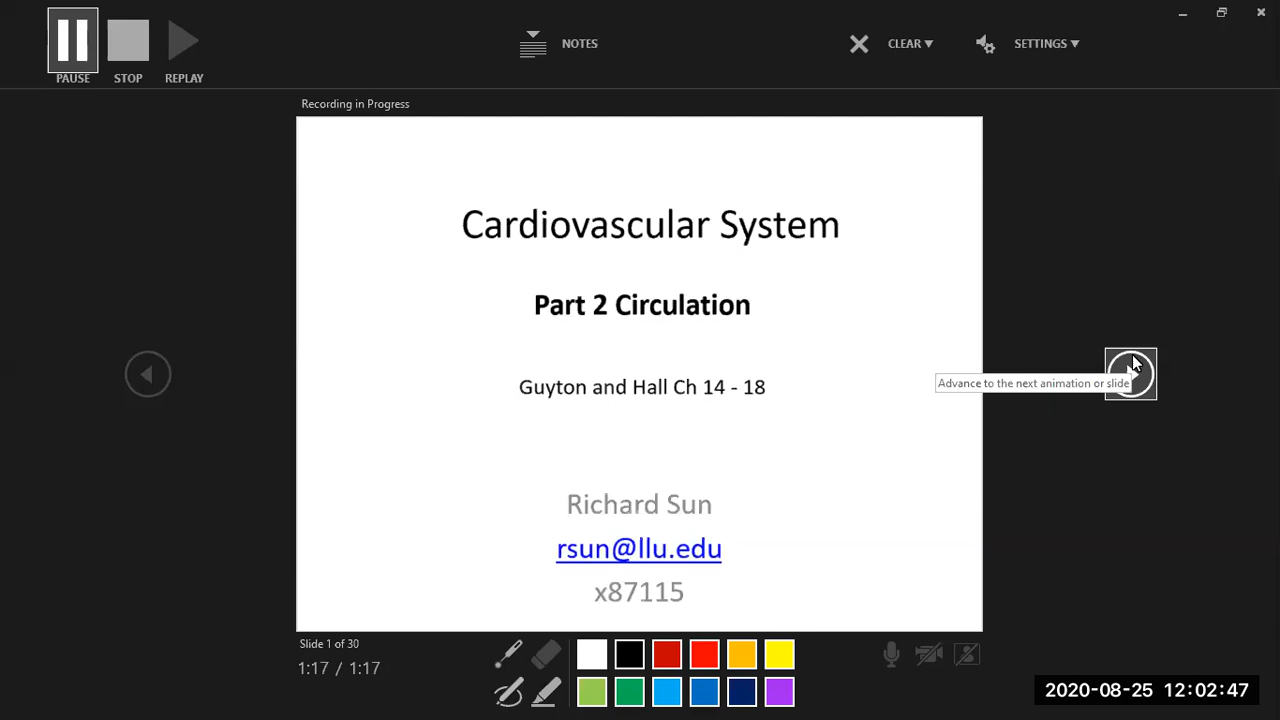 PAUSE STOP REPLAY
NOTES
CLEAR
SETTINGS
Recording in Progress
Cardiovascular System
Part 2 Circulation
Guyton and Hall Ch 14 - 18
Advance to the next animation or slide
Richard Sun
rsun@llu.edu
x87115
Slide 1 of 30
1:17 / 1:17
2020-08-25 12:02:47